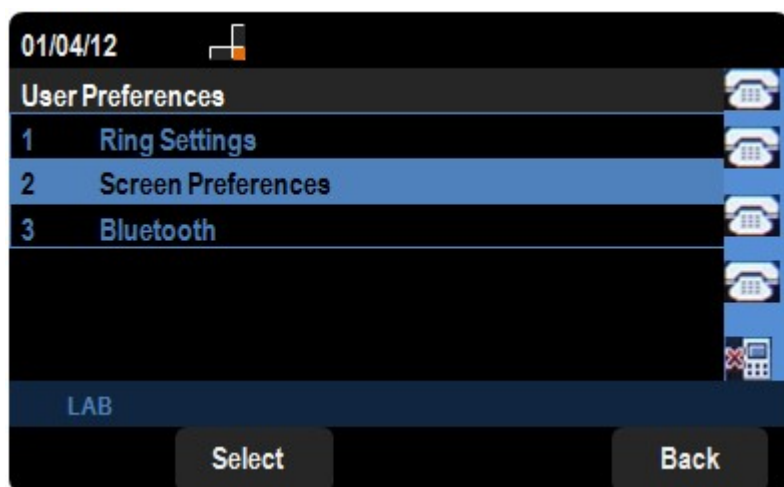 01/04/12
User Preferences
1 Ring Settings
2 Screen Preferences
3 Bluetooth
LAB
Select Back